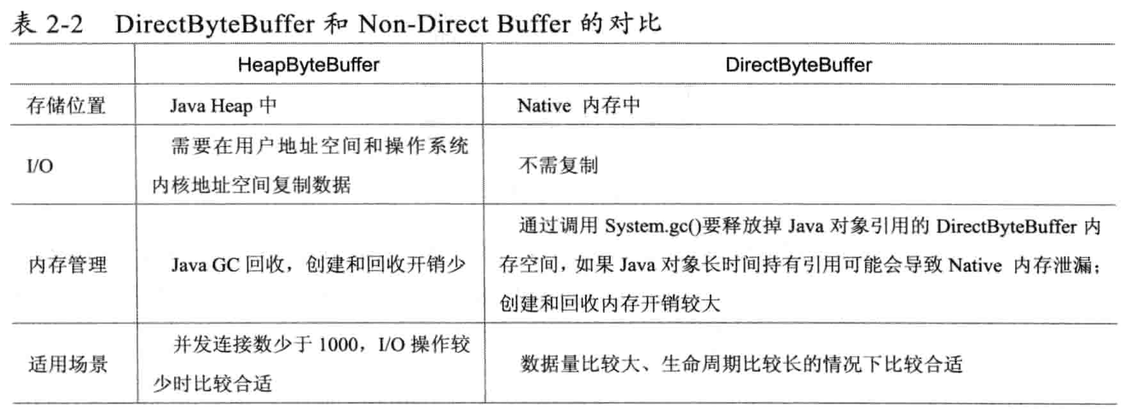 表 2-2 DirectByteBuffer 和 Non-Direct Buffer 的对比
HeapByteBuffer DirectByteBuffer
存储位置 Java Heap 中 Native 内存中
I/O 需要在用户地址空间和操作系统 不需复制
内核地址空间复制数据
内存管理 Java GC 回收，创建和回收开销少 通过调用 System.gc()要释放掉 Java 对象引用的 DirectByteBuffer 内
存空间，如果 Java 对象长时间持有引用可能会导致 Native 内存泄漏；
创建和回收内存开销较大
适用场景 并发连接数少于 1000，I/O 操作较 数据量比较大、生命周期比较长的情况下比较合适
少时比较合适